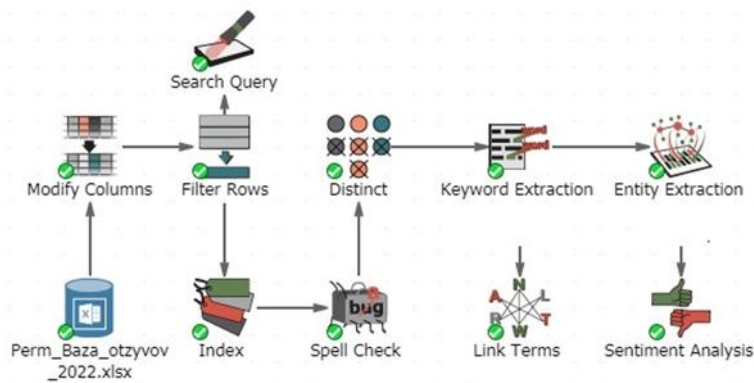 Search Query
Modify Columns
Filter Rows
Distinct
Keyword Extraction
Entity Extraction
Perm_Baza_otzyvov
_2022.xlsx
Index
bug
Spell Check
N
A
L
R
T
W
Link Terms
Sentiment Analysis